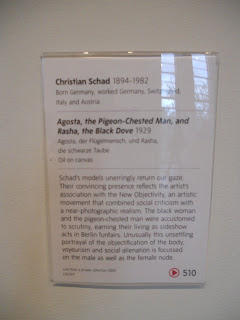 Christian Schad 1894-1982
Born Germany, worked Germany, Switzerland,
Italy and Austria
Agosta, the Pigeon-Chested Man, and
Rasha, the Black Dove 1929
Agosta, der Flügelmensch, und Rasha,
die schwarze Taube
Oil on canvas
Schad's models unerringly return our gaze.
Their convincing presence reflects the artist's
association with the New Objectivity, an artistic
movement that combined social criticism with
a near-photographic realism. The black woman
and the pigeon-chested man were accustomed
to scrutiny, earning their living as sideshow
acts in Berlin funfairs. Unusually this unsettling
portrayal of the objectification of the body,
voyeurism and social alienation is focussed
on the male as well as the female nude.
Lent from a private collection
510